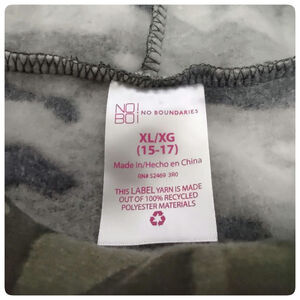 NO!
BO!
NO BOUNDARIES
XL/XG
(15-17)
Made in/Hecho en China
RN# 52469 3R0
THIS LABEL YARN IS MADE
OUT OF 100% RECYCLED
POLYESTER MATERIALS